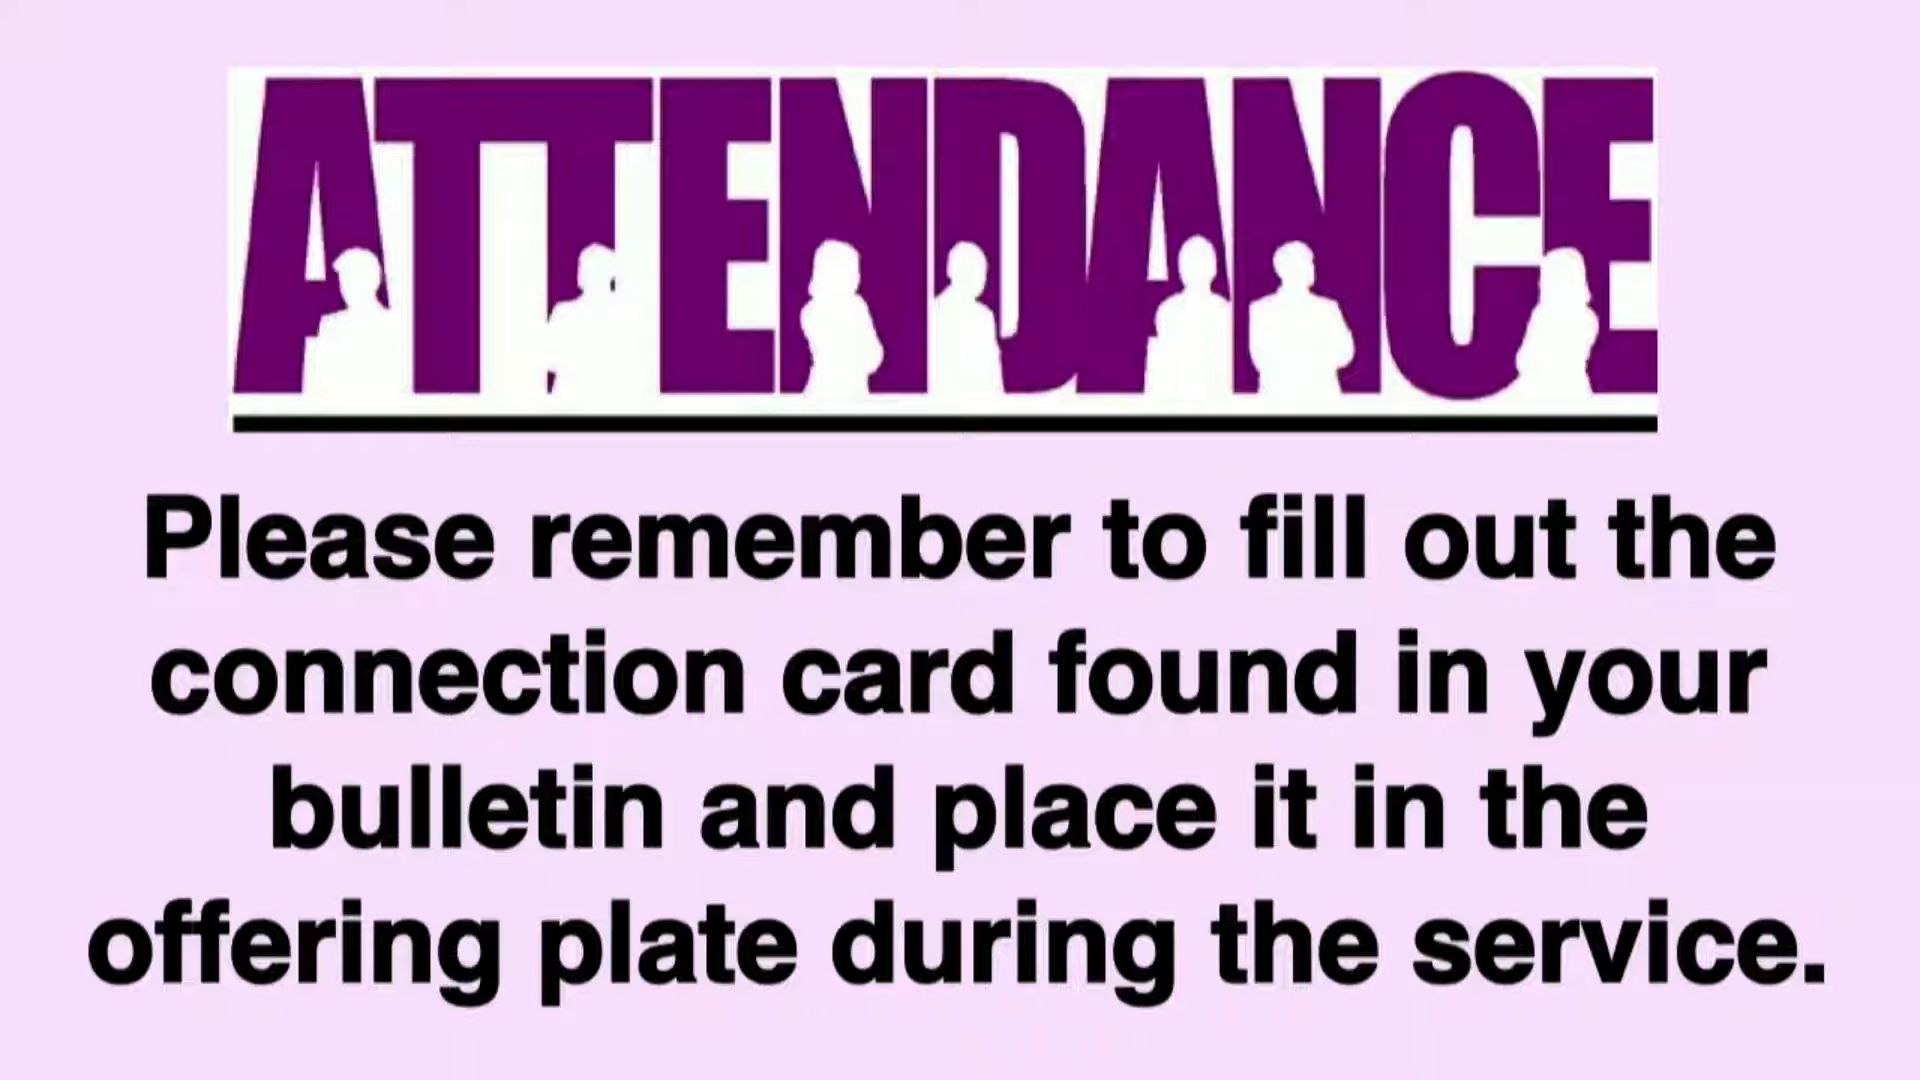 ATTENDANCE
Please remember to fill out the
connection card found in your
bulletin and place it in the
offering plate during the service.